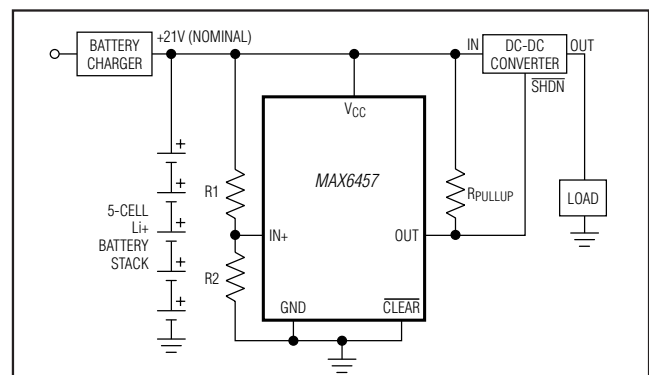 BATTERY
CHARGER
+21V (NOMINAL)
IN
DC-DC
CONVERTER
OUT
SHDN
VCC
MAX6457
R1
RPULLUP
LOAD
5-CELL
Li+
BATTERY
STACK
+
+
+
+
+
IN+
OUT
R2
GND
CLEAR